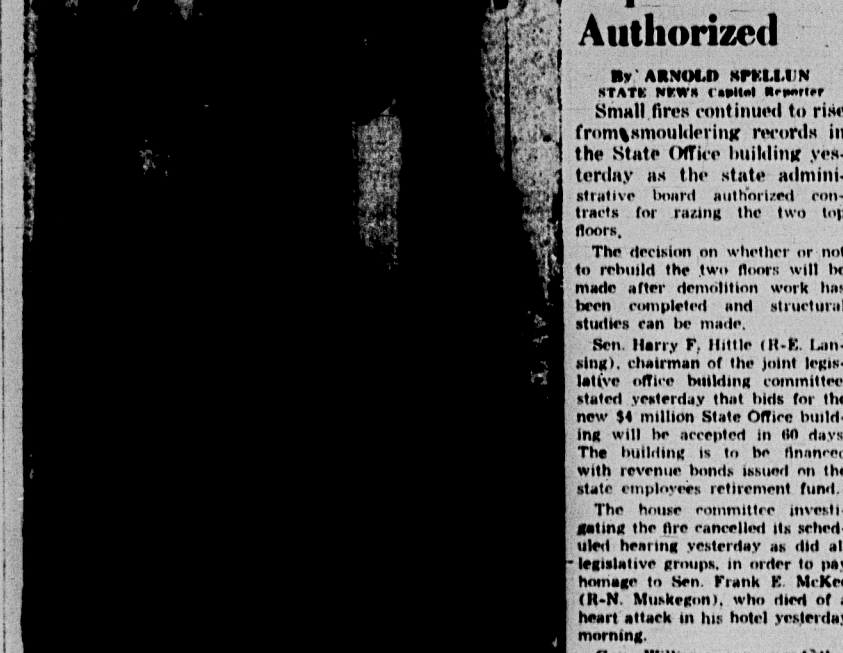 Authorized
By ARNOLD SPELLUN
STATE NEWS Capitol Reporter
Small fires continued to rise
from smouldering records in
the State Office building yes-
terday as the state admini-
strative board authorized con-
tracts for razing the two top
floors.
The decision on whether or not
to rebuild the two floors will be
made after demolition work has
been completed and structural
studies can be made.
Sen. Harry F. Hittle (R-E. Lan-
sing), chairman of the joint legis-
lative office building committee
stated yesterday that bids for the
new $4 million State Office build-
ing will be accepted in 60 days
The building is to be financed
with revenue bonds issued on the
state employees retirement fund.
The house committee investi-
gating the fire cancelled its sched-
uled hearing yesterday as did al
legislative groups, in order to pay
homage to Sen. Frank E. McKee
(R-N. Muskegon), who died of a
heart attack in his hotel yesterday
morning.